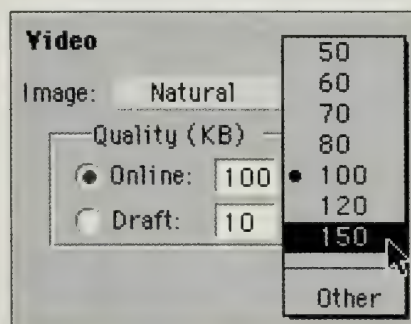 Video
Image: Natural
Quality (KB)
Online: 100
Draft: 10
50
60
70
80
100
120
150
Other